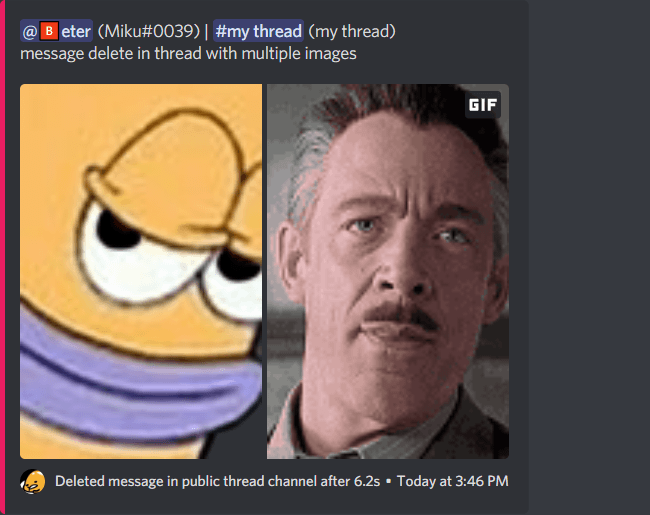 @🅱eter (Miku#0039) | #my thread (my thread)
message delete in thread with multiple images
GIF
Deleted message in public thread channel after 6.2s • Today at 3:46 PM